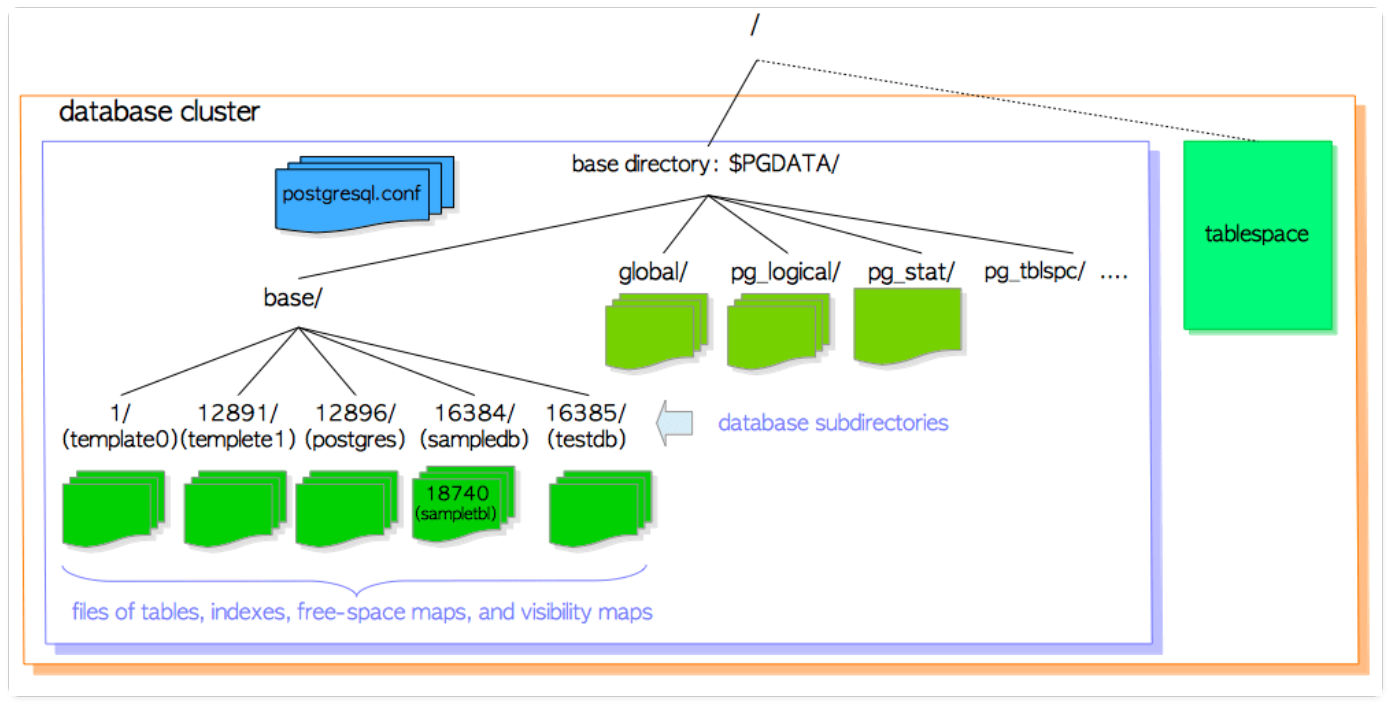 /
database cluster
base directory: $PGDATA/
postgresql.conf
tablespace
global/ pg_logical/ pg_stat/ pg_tblspc/ ....
base/
1/ 12891/ 12896/ 16384/ 16385/
(template0) (templete1) (postgres) (sampledb) (testdb)
database subdirectories
18740
(sampletbl)
files of tables, indexes, free-space maps, and visibility maps